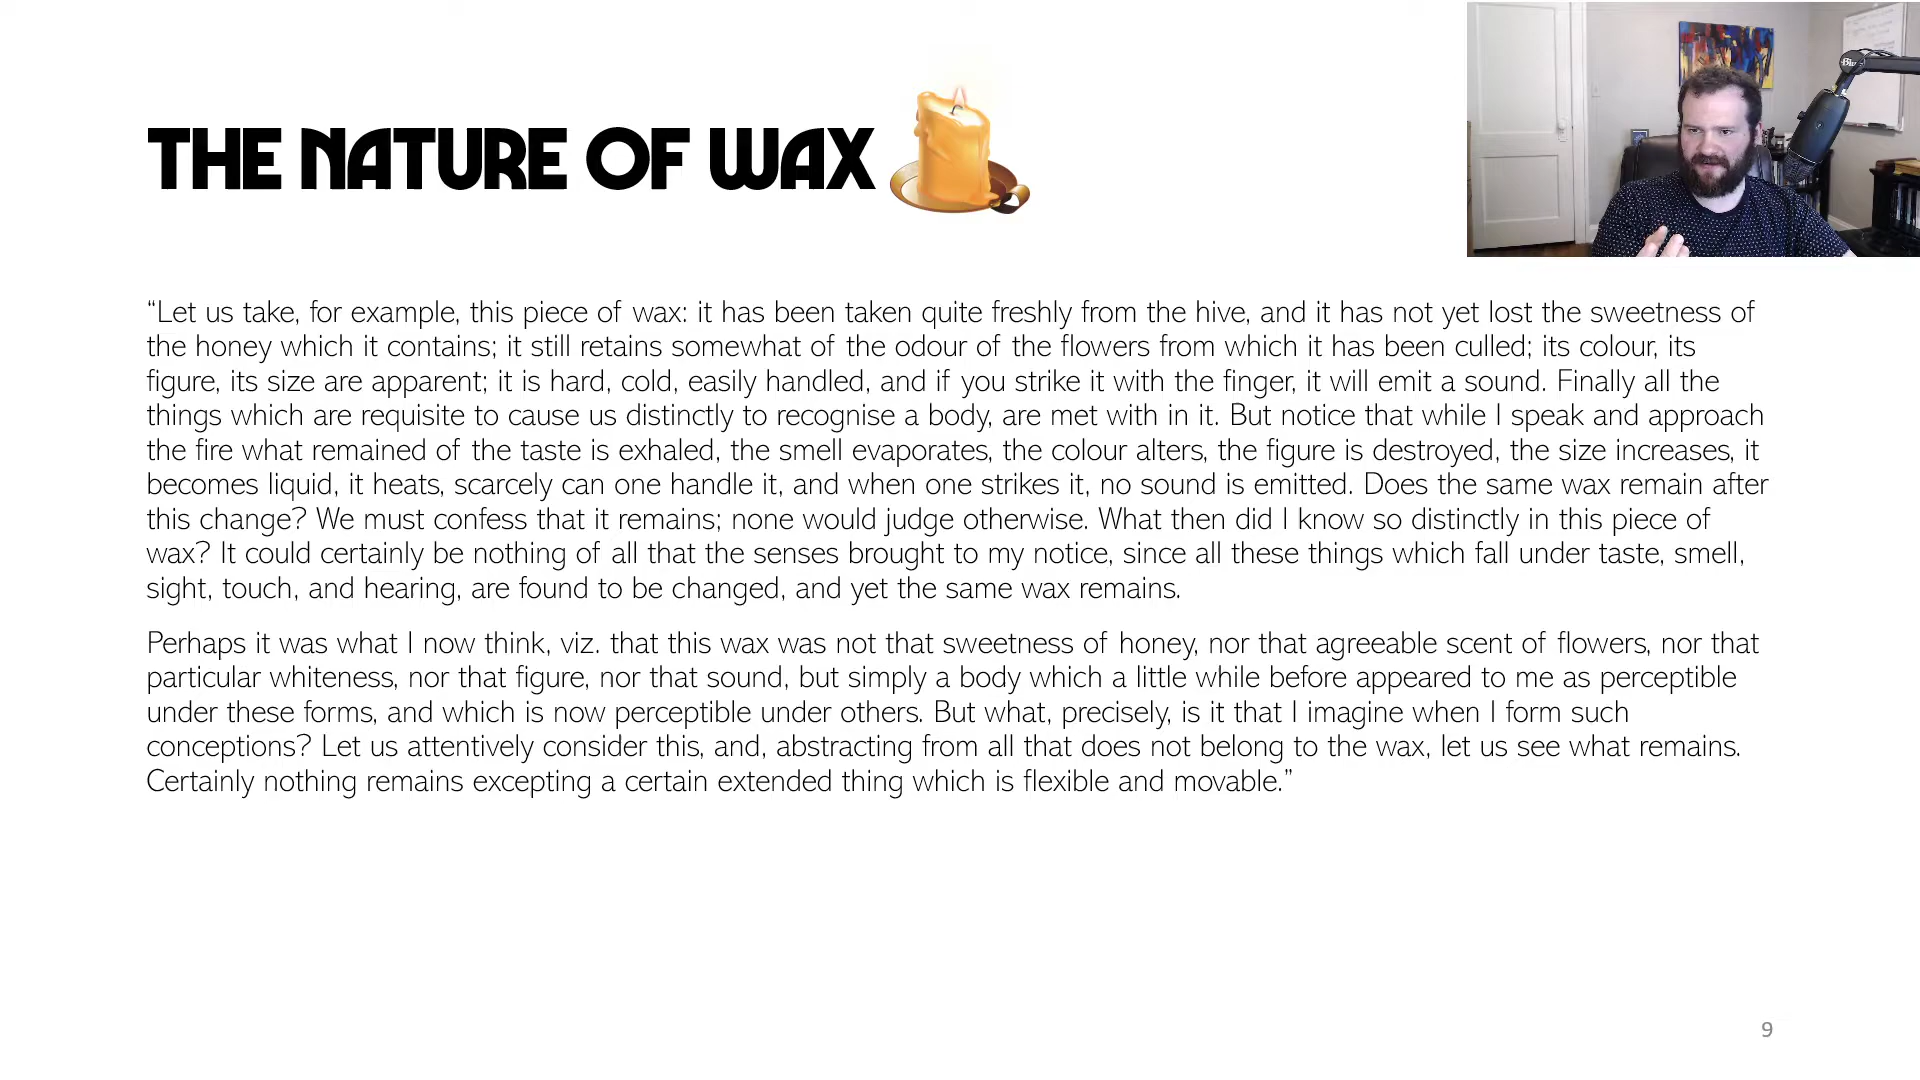 THE NATURE OF WAX
“Let us take, for example, this piece of wax: it has been taken quite freshly from the hive, and it has not yet lost the sweetness of
the honey which it contains; it still retains somewhat of the odour of the flowers from which it has been culled; its colour, its
figure, its size are apparent; it is hard, cold, easily handled, and if you strike it with the finger, it will emit a sound. Finally all the
things which are requisite to cause us distinctly to recognise a body, are met with in it. But notice that while I speak and approach
the fire what remained of the taste is exhaled, the smell evaporates, the colour alters, the figure is destroyed, the size increases, it
becomes liquid, it heats, scarcely can one handle it, and when one strikes it, no sound is emitted. Does the same wax remain after
this change? We must confess that it remains; none would judge otherwise. What then did I know so distinctly in this piece of
wax? It could certainly be nothing of all that the senses brought to my notice, since all these things which fall under taste, smell,
sight, touch, and hearing, are found to be changed, and yet the same wax remains.
Perhaps it was what I now think, viz. that this wax was not that sweetness of honey, nor that agreeable scent of flowers, nor that
particular whiteness, nor that figure, nor that sound, but simply a body which a little while before appeared to me as perceptible
under these forms, and which is now perceptible under others. But what, precisely, is it that I imagine when I form such
conceptions? Let us attentively consider this, and, abstracting from all that does not belong to the wax, let us see what remains.
Certainly nothing remains excepting a certain extended thing which is flexible and movable.”
9